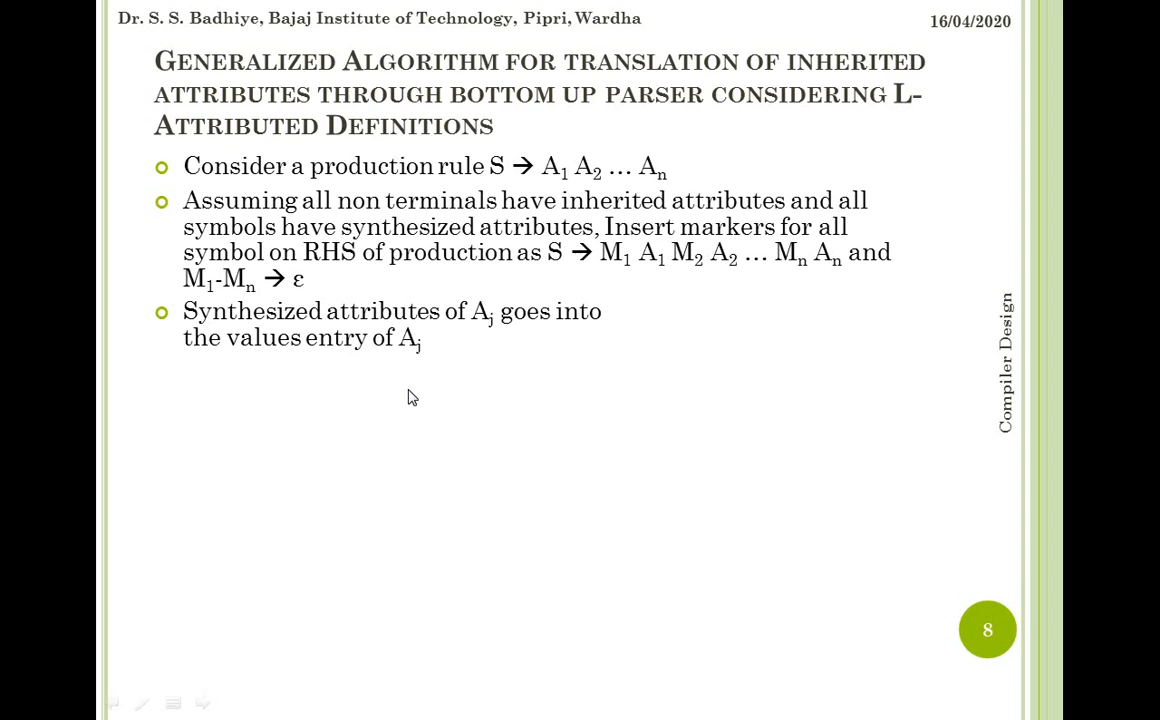 Dr. S. S. Badhiye, Bajaj Institute of Technology, Pipri, Wardha
16/04/2020
GENERALIZED ALGORITHM FOR TRANSLATION OF INHERITED
ATTRIBUTES THROUGH BOTTOM UP PARSER CONSIDERING L-
ATTRIBUTED DEFINITIONS
Consider a production rule S → A₁ A₂ … Aₙ
Assuming all non terminals have inherited attributes and all
symbols have synthesized attributes, Insert markers for all
symbol on RHS of production as S → M₁ A₁ M₂ A₂ … Mₙ Aₙ and
M₁-Mₙ → ε
Synthesized attributes of Aⱼ goes into
the values entry of Aⱼ
Compiler Design
8